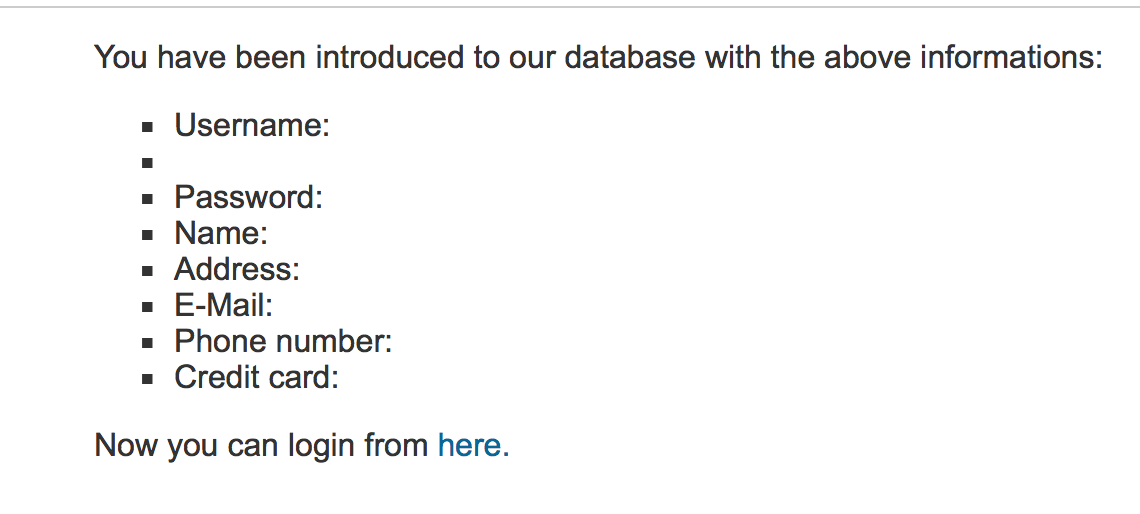 You have been introduced to our database with the above informations:
Username:
Password:
Name:
Address:
E-Mail:
Phone number:
Credit card:
Now you can login from here.